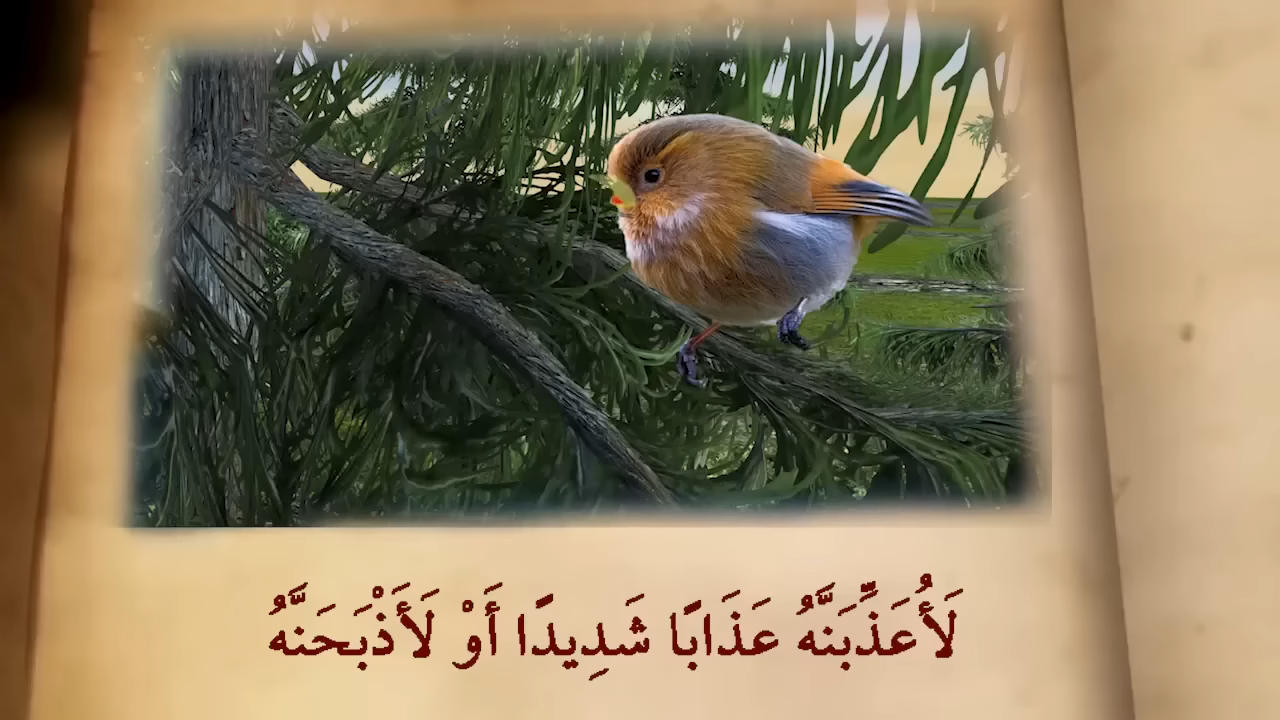 لَأُعَذِّبَنَّهُ عَذَابًا شَدِيدًا أَوْ لَأَذْبَحَنَّهُ